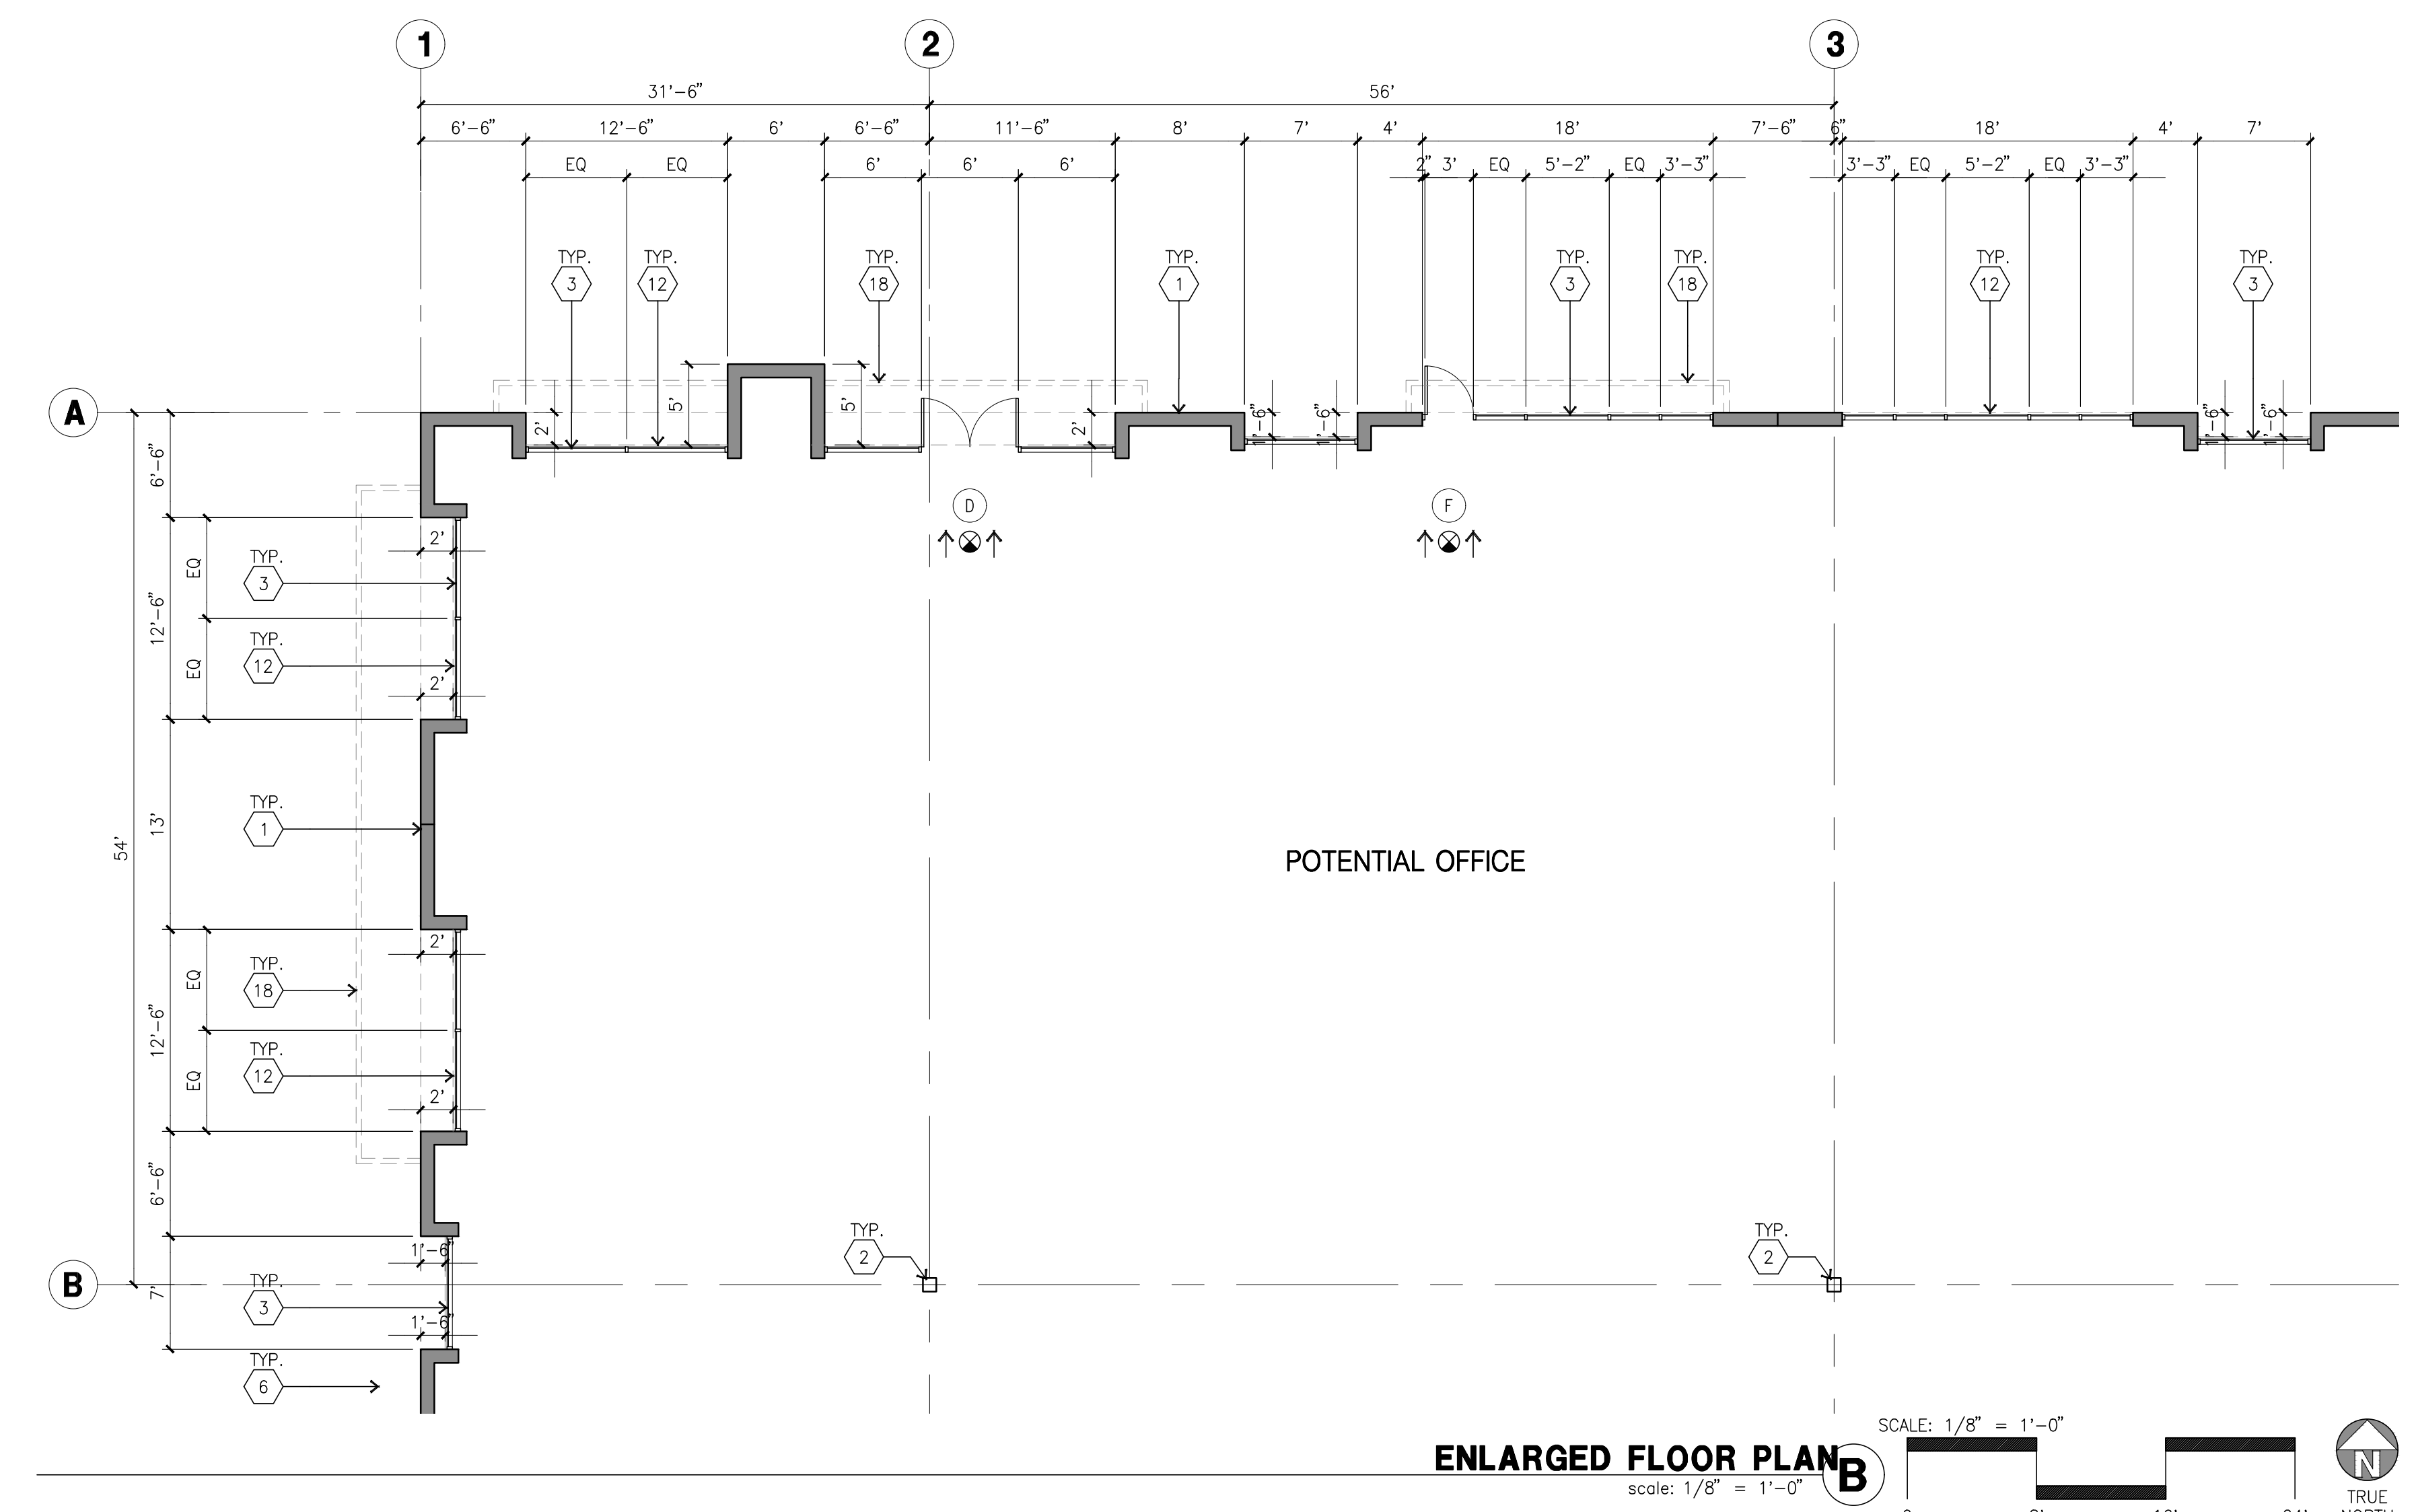 1 2 3
31'-6" 56'
6'-6" 12'-6" 6' 6'-6" 11'-6" 8' 7' 4' 18' 7'-6" 6" 18' 4' 7'
EQ EQ 6' 6' 6' 2" 3' EQ 5'-2" EQ 3'-3" 3'-3" EQ 5'-2" EQ 3'-3"
TYP. TYP. TYP. TYP. TYP. TYP. TYP. TYP.
3 12 18 1 3 18 12 3
A
5' 5'
2' 2' 1'-6" 1'-6" 1'-6" 1'-6"
6'-6"
D F
2'
EQ
TYP.
3
12'-6"
EQ
TYP.
12
2'
TYP.
1
13'
54'
POTENTIAL OFFICE
2'
EQ
TYP.
18
12'-6"
EQ
TYP.
12
2'
6'-6"
TYP. TYP.
2 2
1'-6"
B
7'
TYP.
3
1'-6"
TYP.
6
SCALE: 1/8" = 1'-0"
ENLARGED FLOOR PLAN B
scale: 1/8" = 1'-0"
N
TRUE